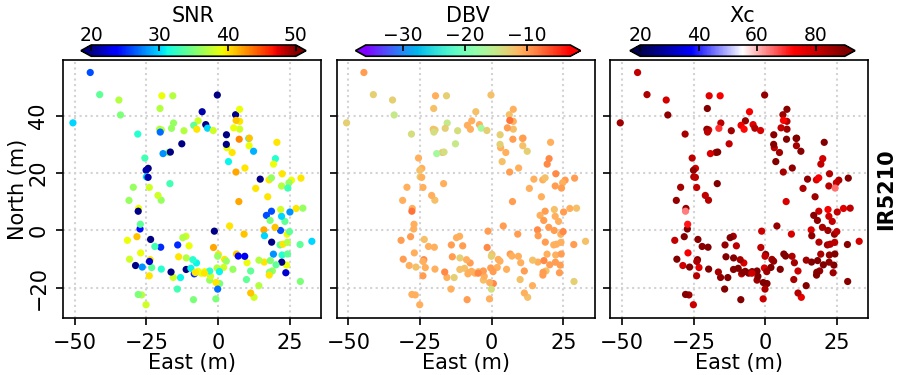 SNR DBV Xc
20 30 40 50 −30 −20 −10 20 40 60 80
North (m)
40
20
0
−20
−50 −25 0 25 −50 −25 0 25 −50 −25 0 25
East (m) East (m) East (m)
IR5210